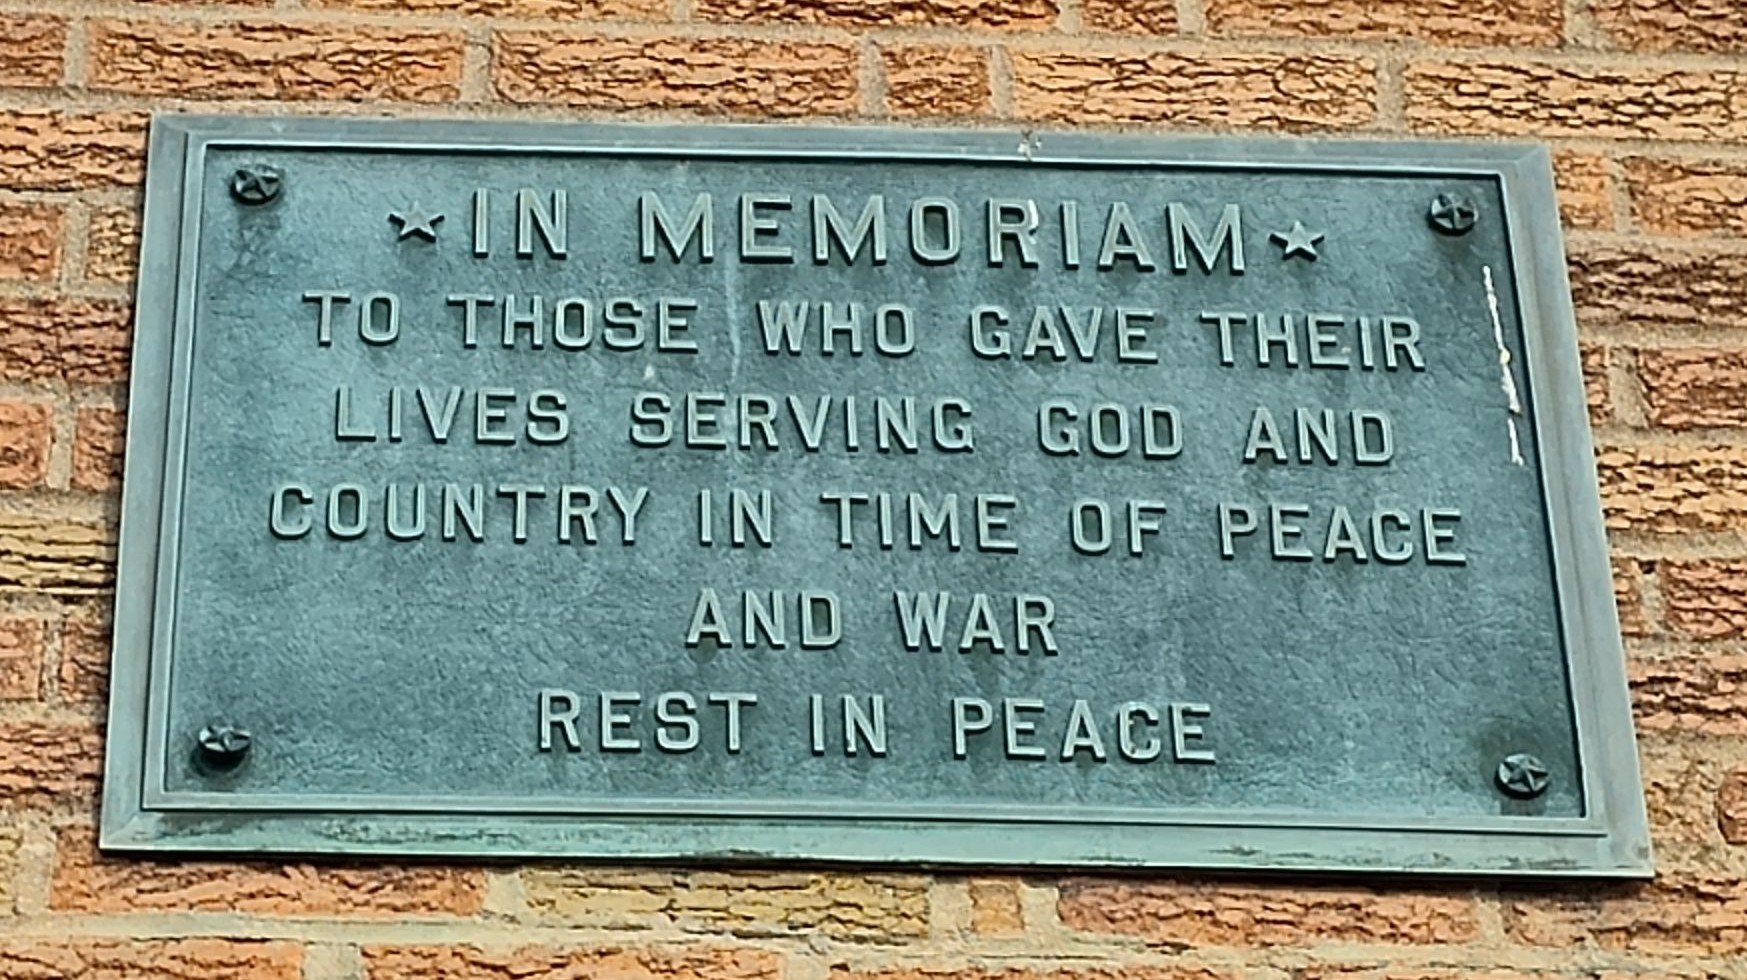 ★ IN MEMORIAM ★
TO THOSE WHO GAVE THEIR
LIVES SERVING GOD AND
COUNTRY IN TIME OF PEACE
AND WAR
REST IN PEACE